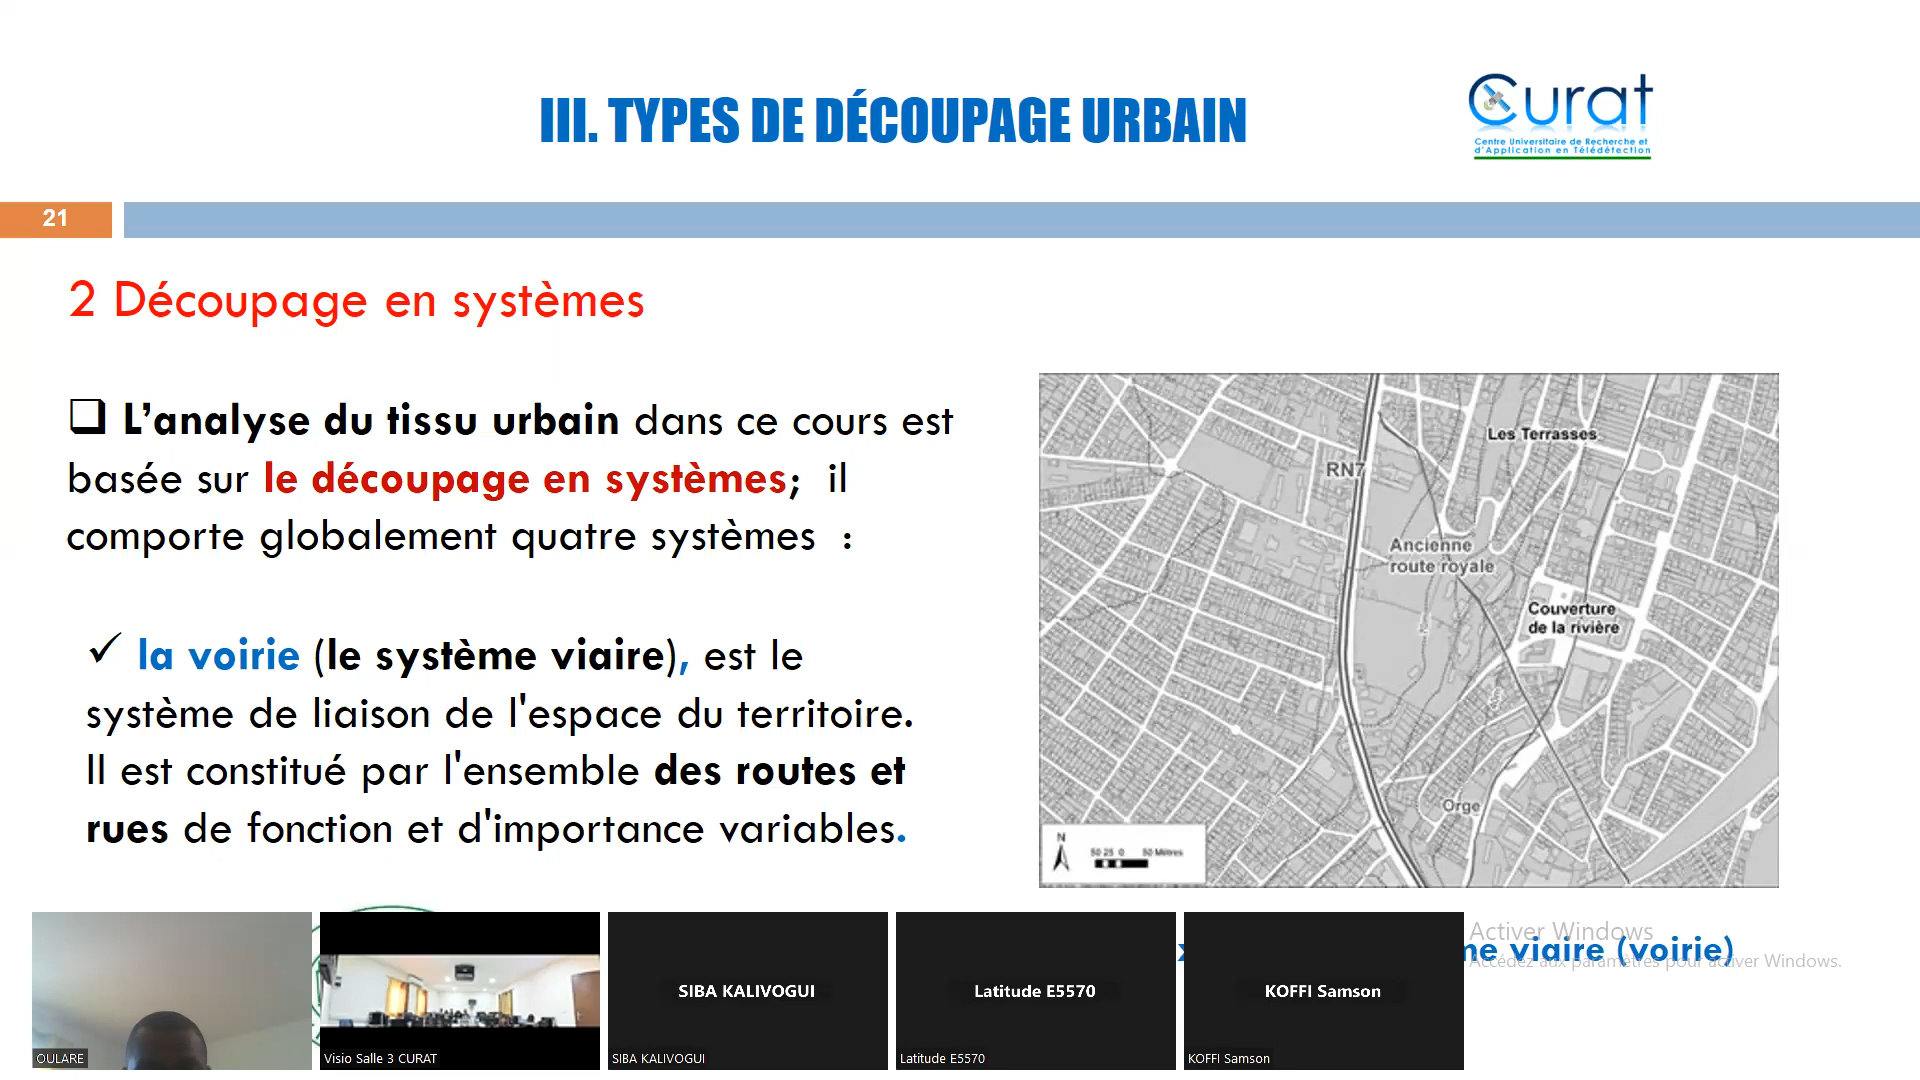 III. TYPES DE DÉCOUPAGE URBAIN
Curat
Centre Universitaire de Recherche et
d'Application en Télédétection
21
2 Découpage en systèmes
❑ L’analyse du tissu urbain dans ce cours est
basée sur le découpage en systèmes; il
comporte globalement quatre systèmes :
✓ la voirie (le système viaire), est le
système de liaison de l'espace du territoire.
Il est constitué par l'ensemble des routes et
rues de fonction et d'importance variables.
Les Terrasses
RN7
Ancienne
route royale
Couverture
de la rivière
Orge
N
50 25 0 50 Mètres
viaire (voirie)
Activer Windows
Accédez aux paramètres pour activer Windows.
SIBA KALIVOGUI
Latitude E5570
KOFFI Samson
OULARE
Visio Salle 3 CURAT
SIBA KALIVOGUI
Latitude E5570
KOFFI Samson